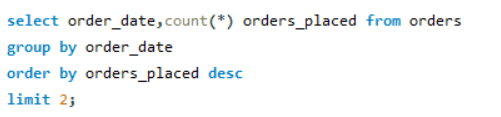 select order_date,count(*) orders_placed from orders
group by order_date
order by orders_placed desc
limit 2;